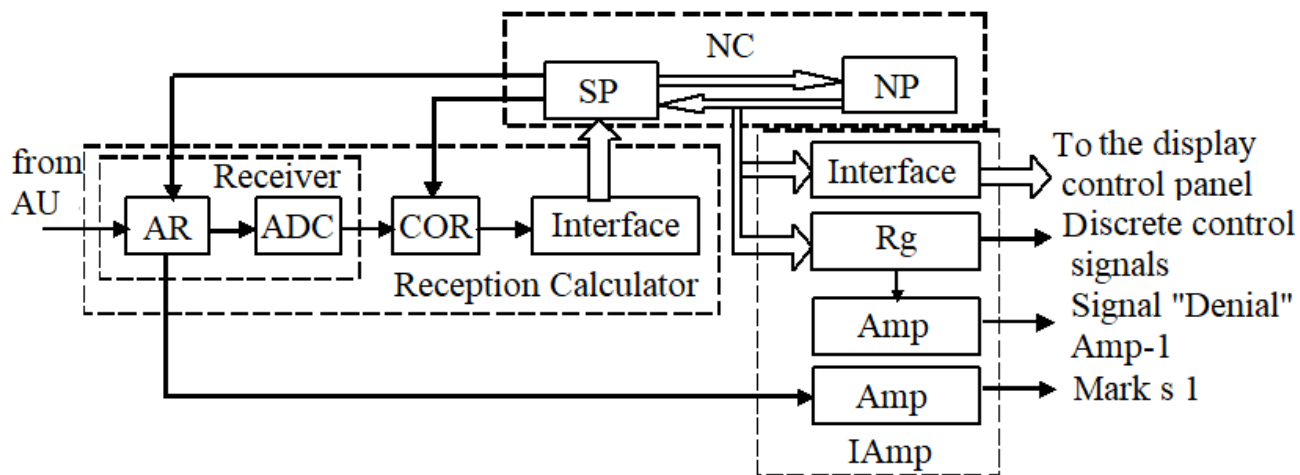 NC
SP
NP
from
AU
Receiver
AR
ADC
COR
Interface
Reception Calculator
Interface
To the display
control panel
Rg
Discrete control
signals
Amp
Signal "Denial"
Amp-1
Amp
Mark s 1
IAmp